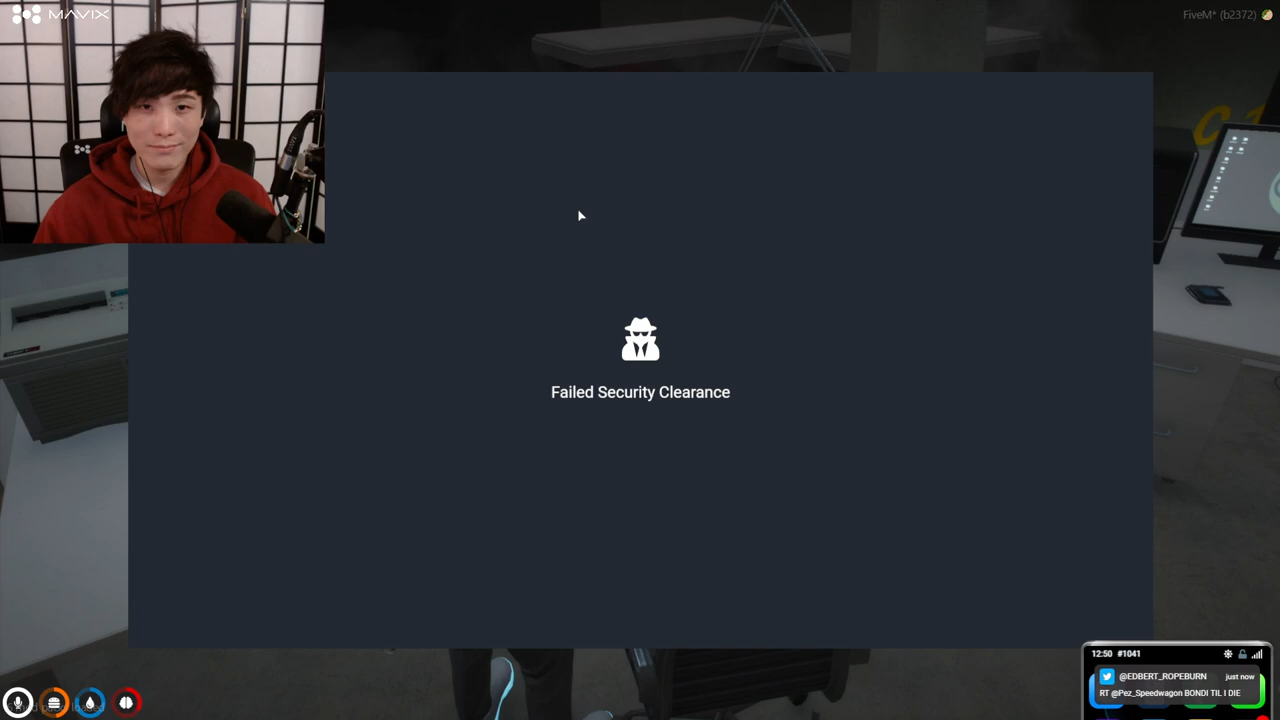 MAVIX
FiveM* (b2372)
Failed Security Clearance
12:50 #1041
@EDBERT_ROPEBURN just now
RT @Pez_Speedwagon BONDI TIL I DIE